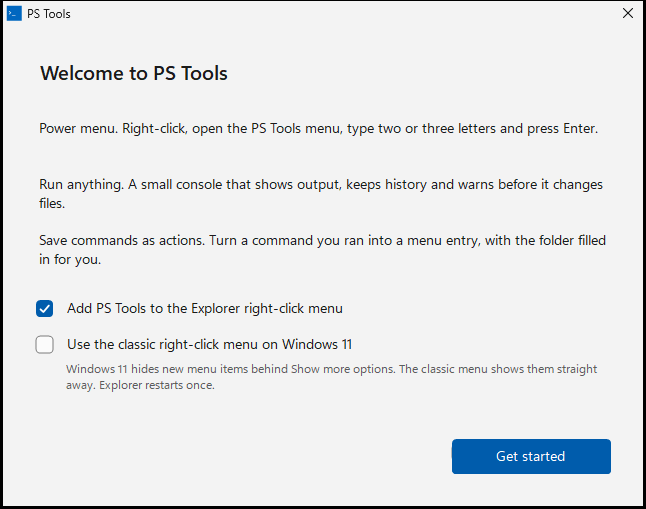 PS Tools
Welcome to PS Tools
Power menu. Right-click, open the PS Tools menu, type two or three letters and press Enter.
Run anything. A small console that shows output, keeps history and warns before it changes
files.
Save commands as actions. Turn a command you ran into a menu entry, with the folder filled
in for you.
Add PS Tools to the Explorer right-click menu
Use the classic right-click menu on Windows 11
Windows 11 hides new menu items behind Show more options. The classic menu shows them straight
away. Explorer restarts once.
Get started